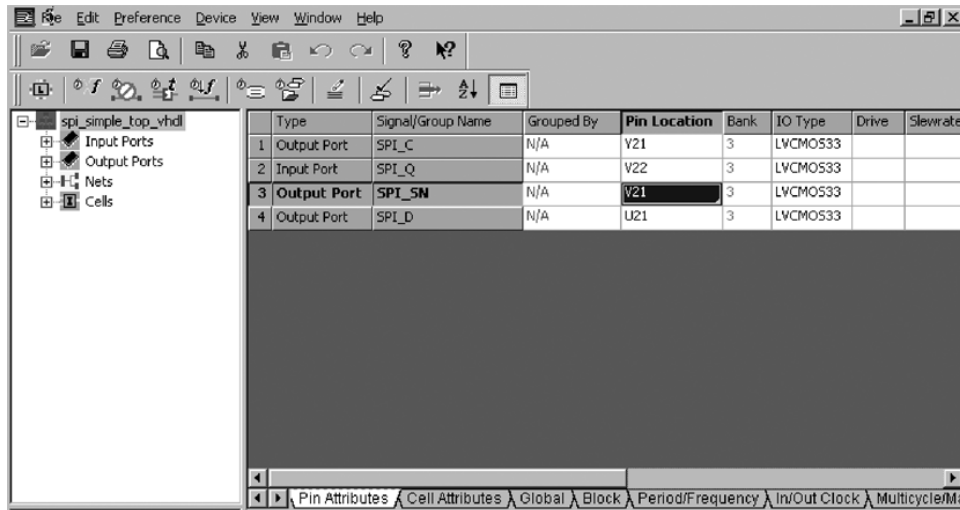 File Edit Preference Device View Window Help
spi_simple_top_vhdl
Input Ports
Output Ports
Nets
Cells
Type Signal/Group Name Grouped By Pin Location Bank IO Type Drive Slewrate
1 Output Port SPI_C N/A V21 3 LVCMOS33
2 Input Port SPI_Q N/A V22 3 LVCMOS33
3 Output Port SPI_SN N/A V21 3 LVCMOS33
4 Output Port SPI_D N/A U21 3 LVCMOS33
Pin Attributes Cell Attributes Global Block Period/Frequency In/Out Clock Multicycle/Ma